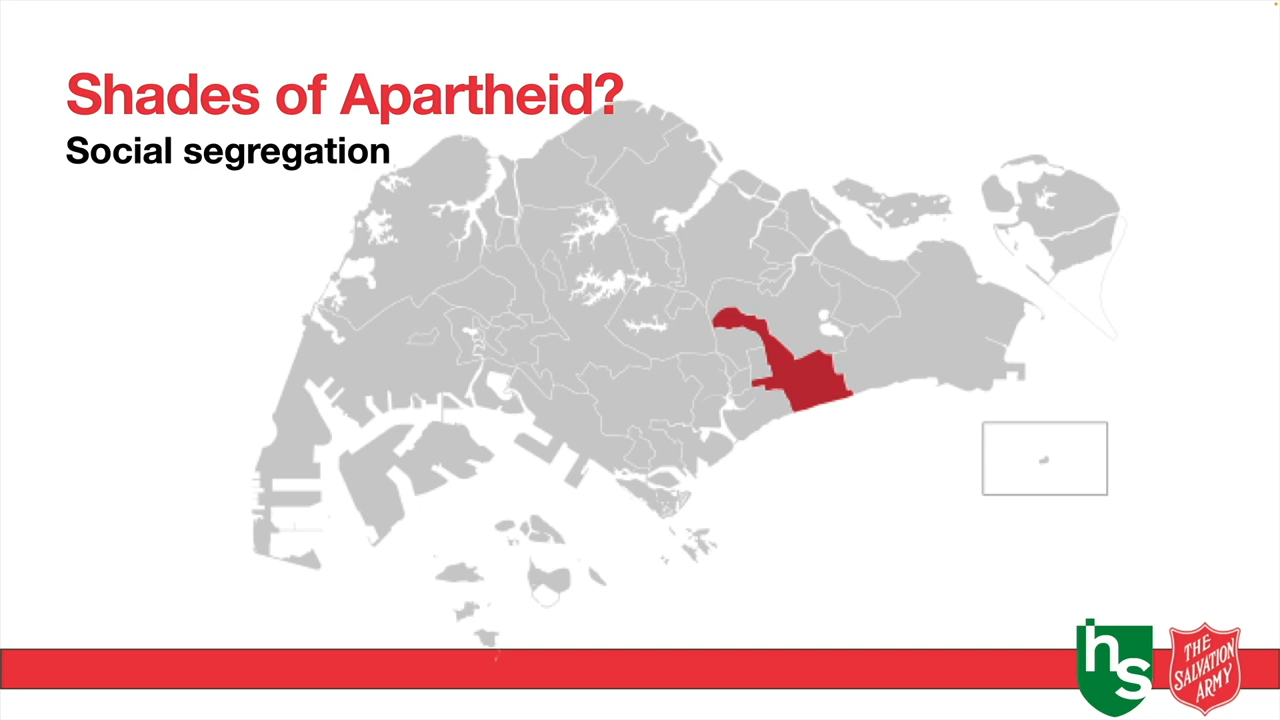 Shades of Apartheid?
Social segregation
hs
THE
SALVATION
ARMY